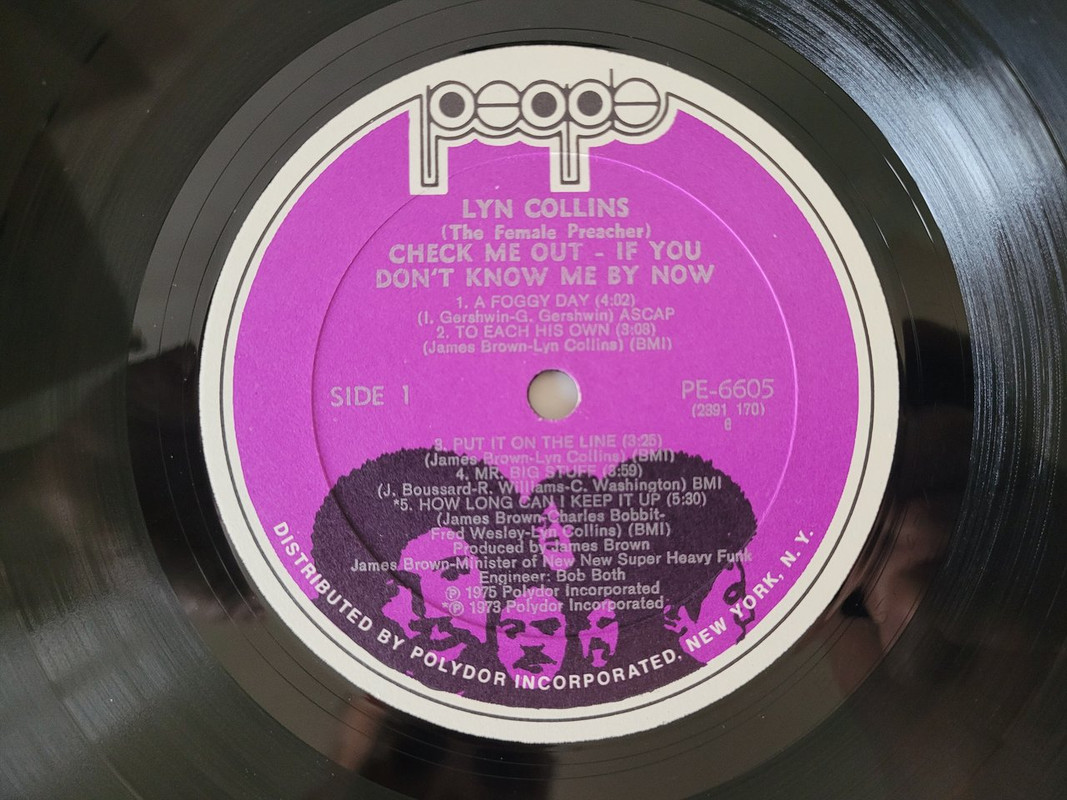 people
LYN COLLINS
(The Female Preacher)
CHECK ME OUT - IF YOU
DON'T KNOW ME BY NOW
1. A FOGGY DAY (4:02)
(I. Gershwin-G. Gershwin) ASCAP
2. TO EACH HIS OWN (3:08)
(James Brown-Lyn Collins) (BMI)
SIDE 1
PE-6605
(2391 170)
3. PUT IT ON THE LINE (3:25)
(James Brown-Lyn Collins) (BMI)
4. MR. BIG STUFF (3:59)
(J. Boussard-R. Williams-C. Washington) BMI
*5. HOW LONG CAN I KEEP IT UP (5:30)
(James Brown-Charles Bobbit-
Fred Wesley-Lyn Collins) (BMI)
Produced by James Brown
James Brown-Minister of New New Super Heavy Funk
Engineer: Bob Both
℗ 1975 Polydor Incorporated
*℗ 1973 Polydor Incorporated
DISTRIBUTED BY POLYDOR INCORPORATED, NEW YORK, N.Y.